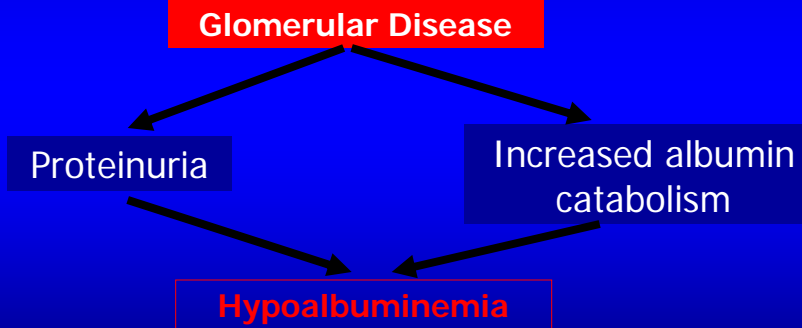 Glomerular Disease
Proteinuria
Increased albumin
catabolism
Hypoalbuminemia